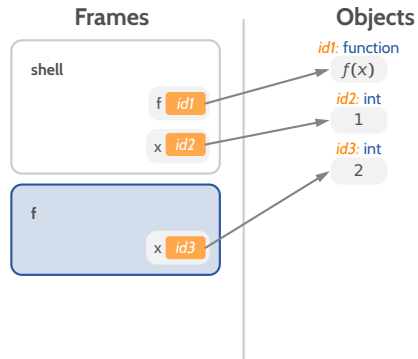 Frames
Objects
shell
f id1
x id2
f
x id3
id1: function
f(x)
id2: int
1
id3: int
2